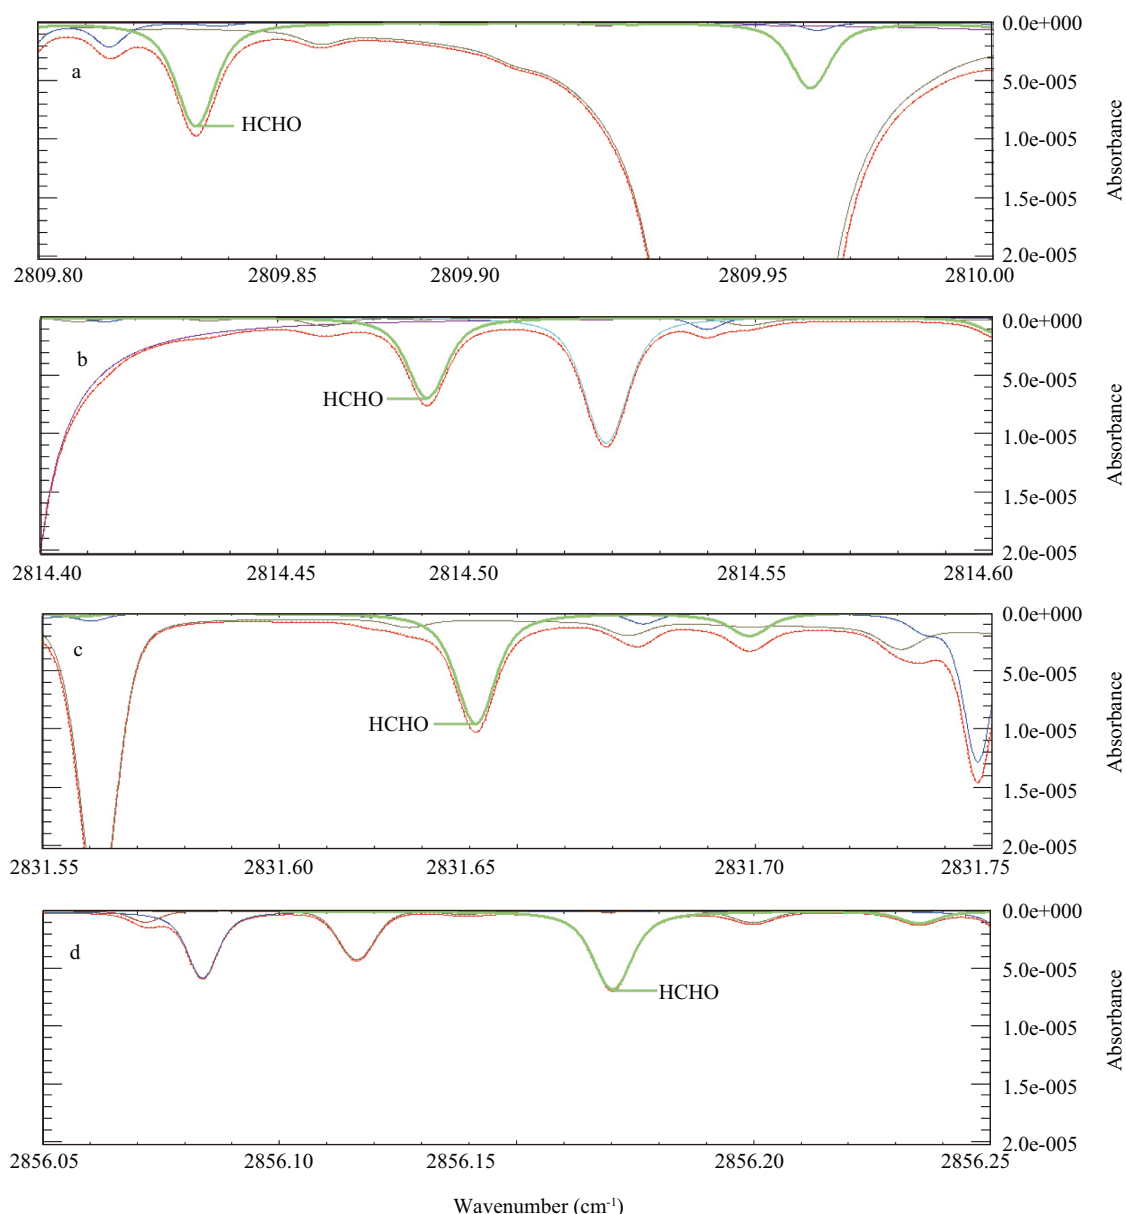 0.0e+000
a
5.0e-005
HCHO
1.0e-005
1.5e-005
2.0e-005
Absorbance
2809.80 2809.85 2809.90 2809.95 2810.00
0.0e+000
b
5.0e-005
HCHO
1.0e-005
1.5e-005
2.0e-005
Absorbance
2814.40 2814.45 2814.50 2814.55 2814.60
0.0e+000
c
5.0e-005
HCHO
1.0e-005
1.5e-005
2.0e-005
Absorbance
2831.55 2831.60 2831.65 2831.70 2831.75
0.0e+000
d
5.0e-005
HCHO
1.0e-005
1.5e-005
2.0e-005
Absorbance
2856.05 2856.10 2856.15 2856.20 2856.25
Wavenumber (cm⁻¹)